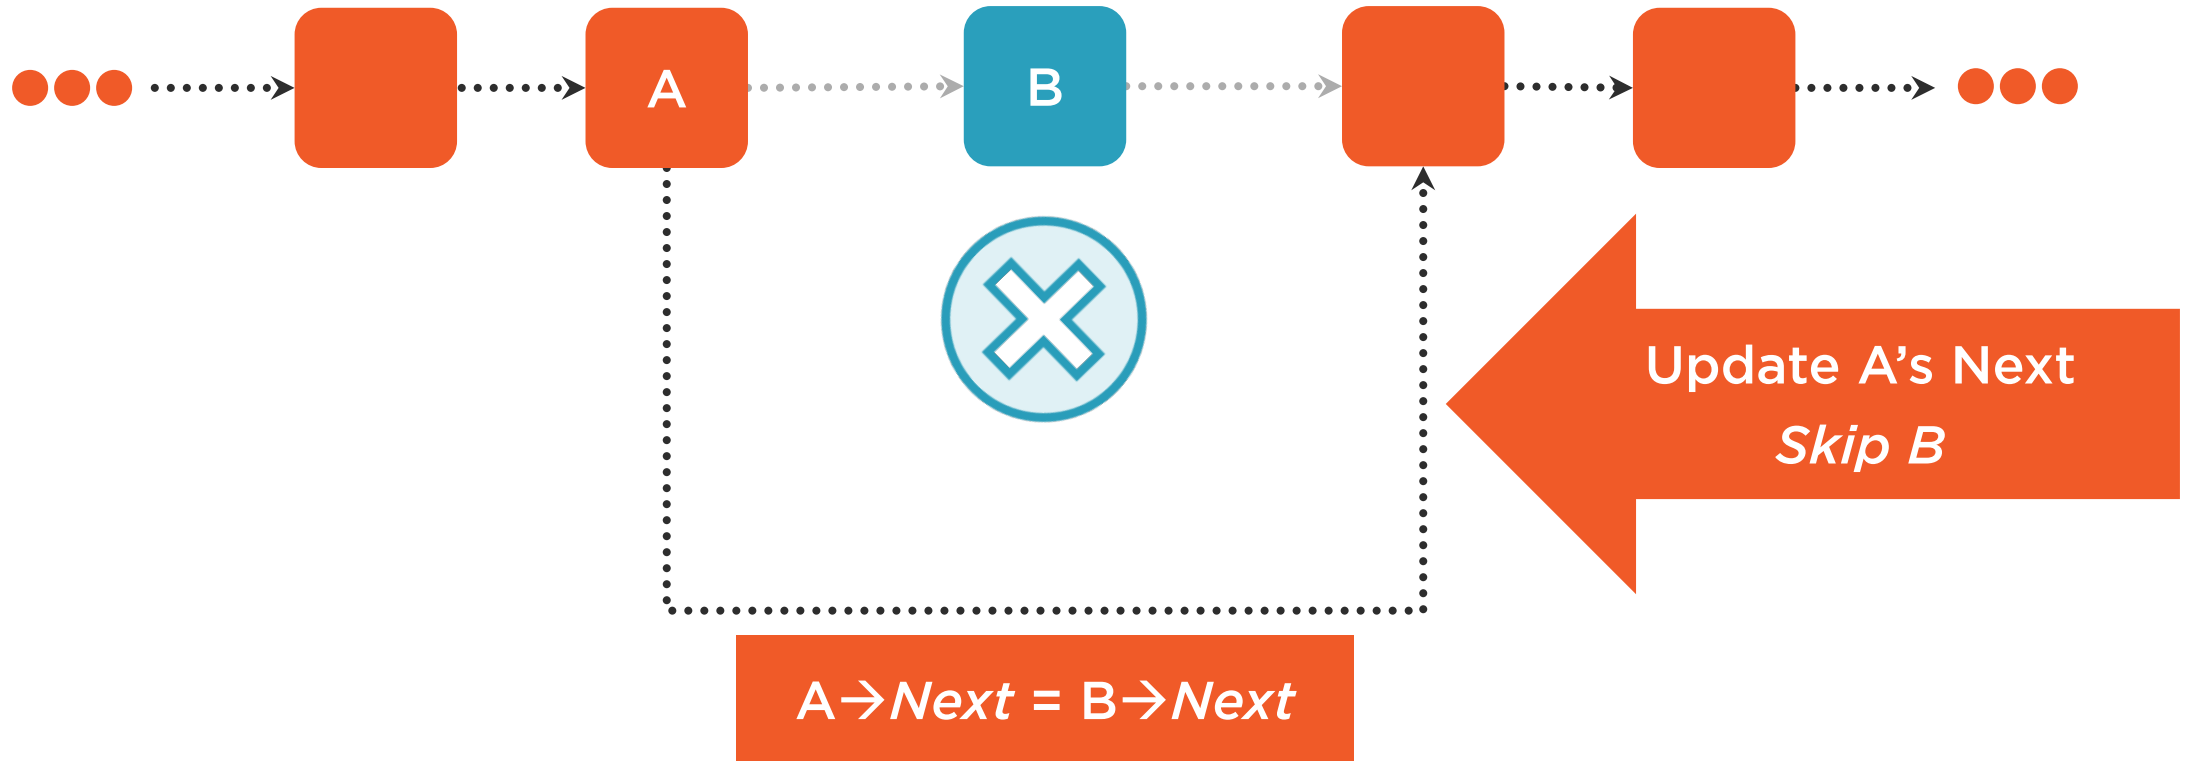 A
B
Update A’s Next
Skip B
A→Next = B→Next